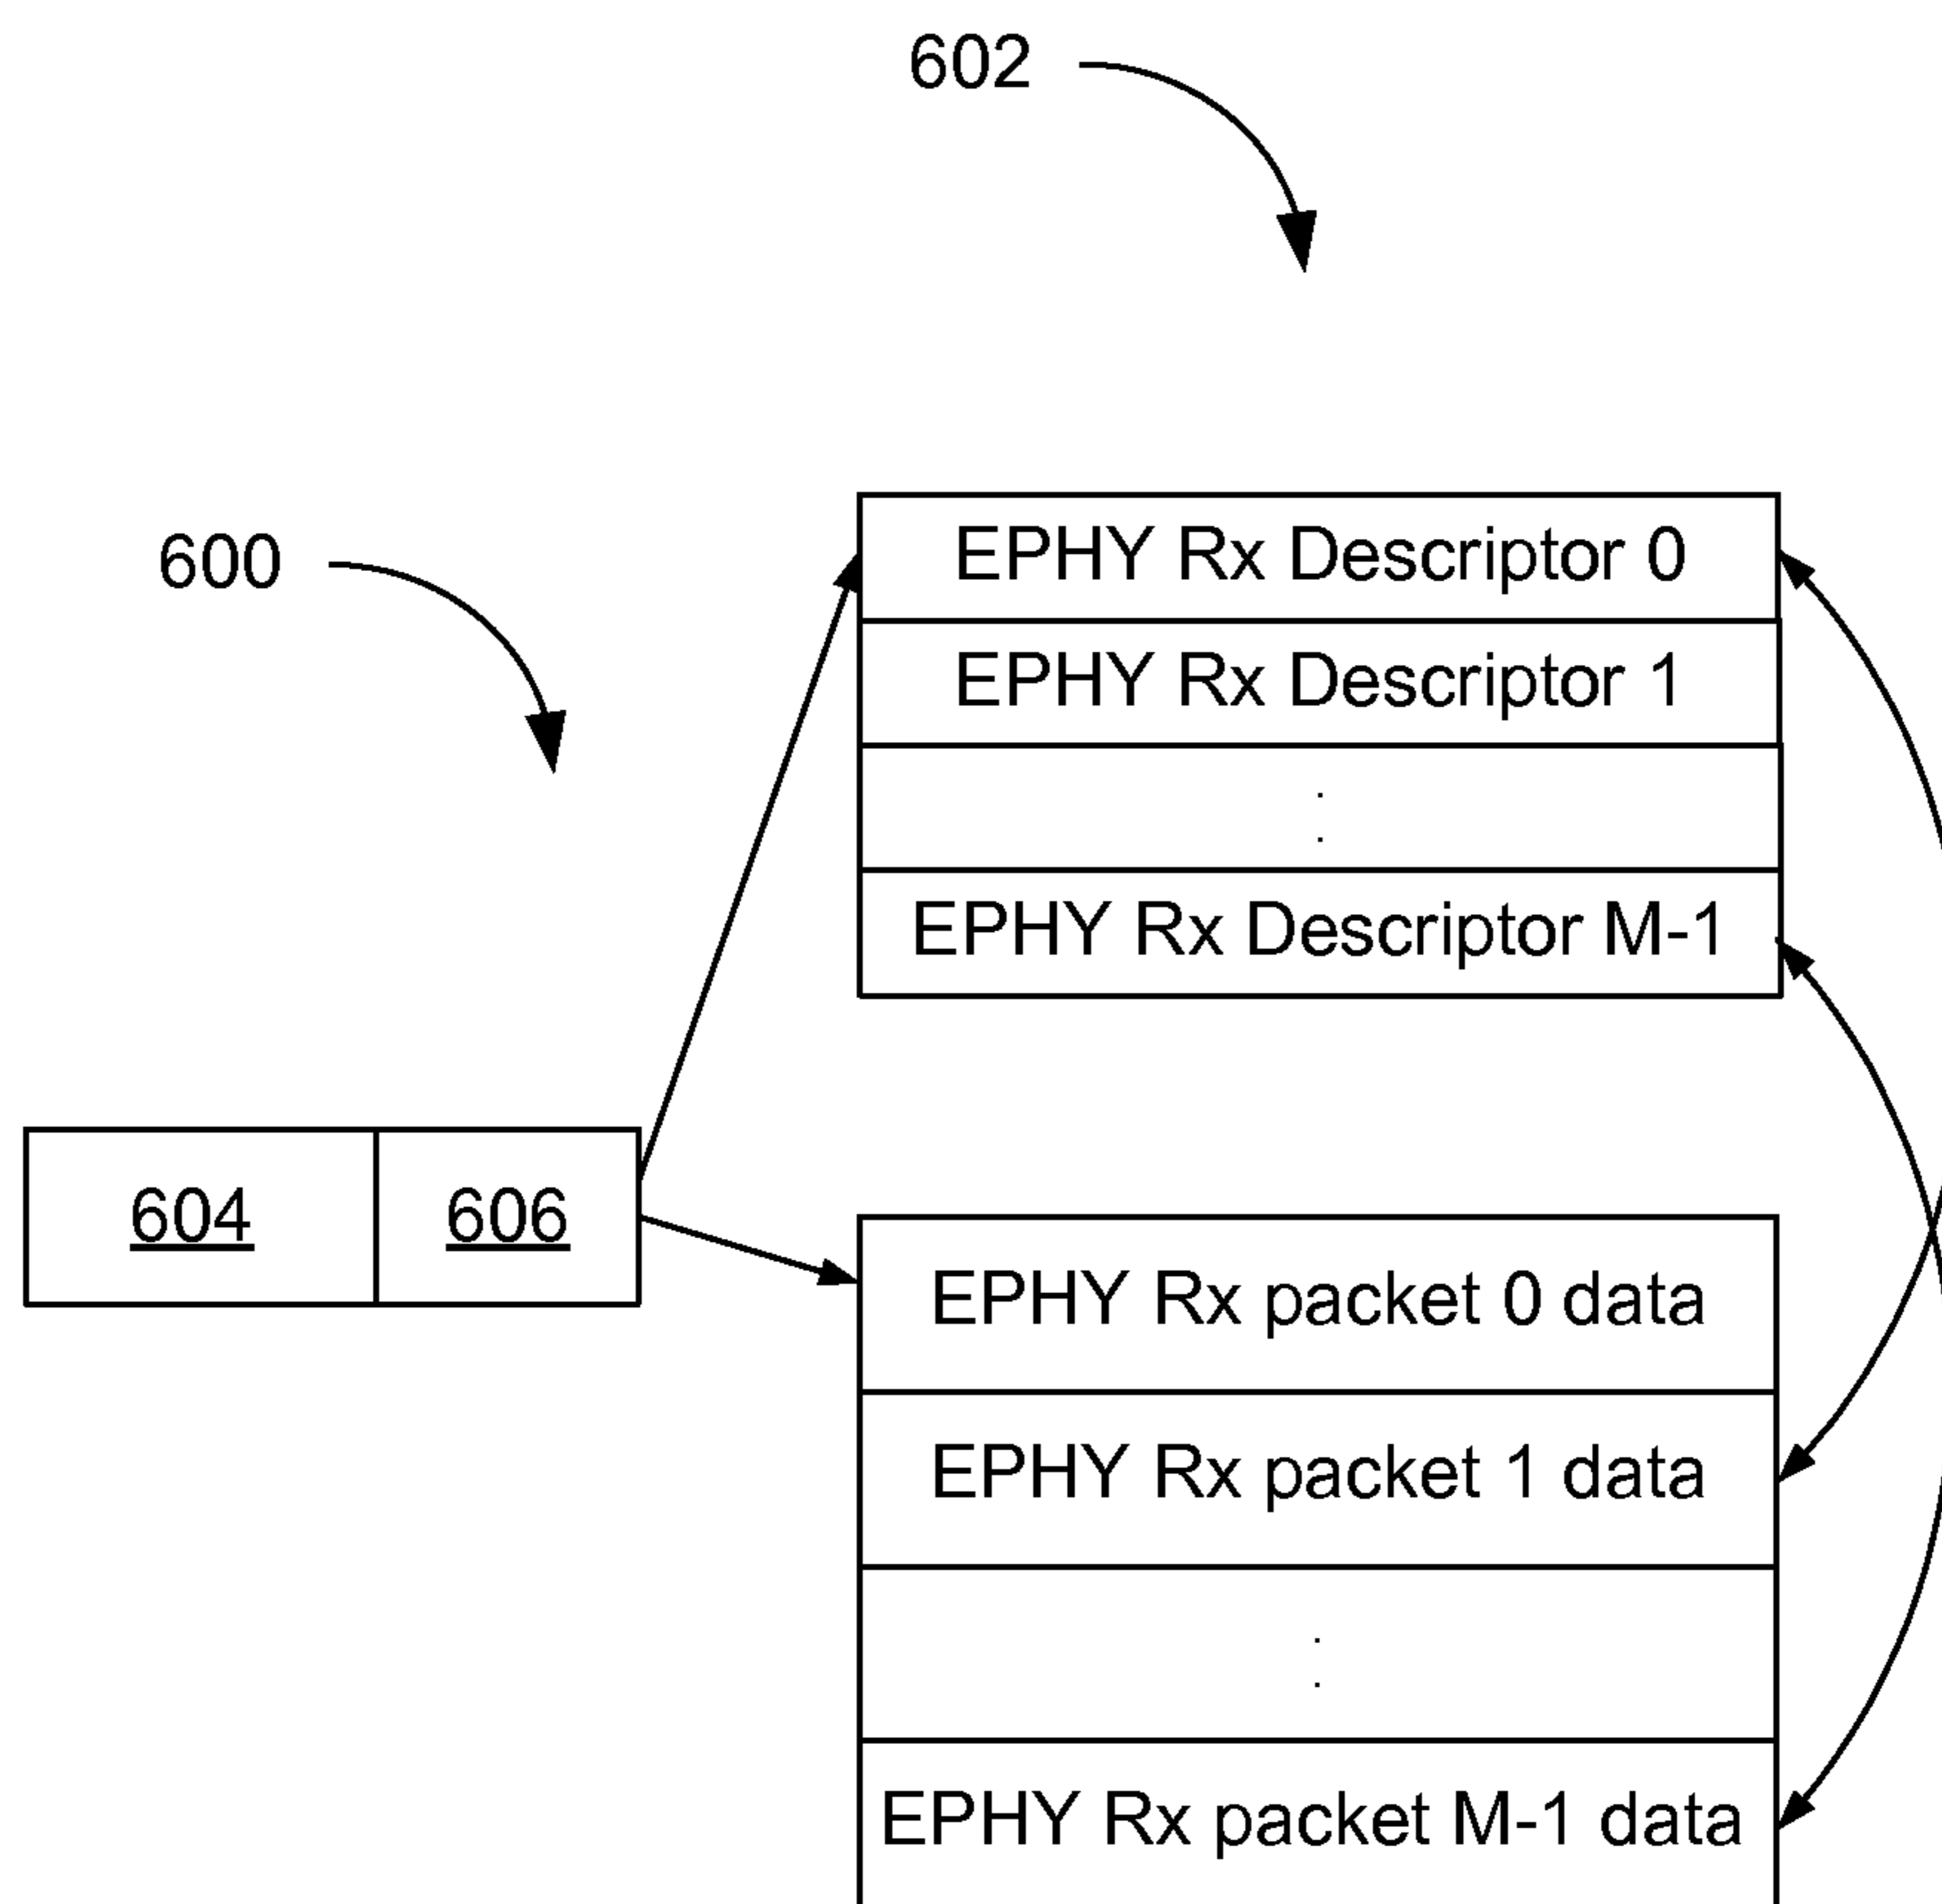 602
600
EPHY Rx Descriptor 0
EPHY Rx Descriptor 1
:
EPHY Rx Descriptor M-1
604 606
EPHY Rx packet 0 data
EPHY Rx packet 1 data
:
EPHY Rx packet M-1 data